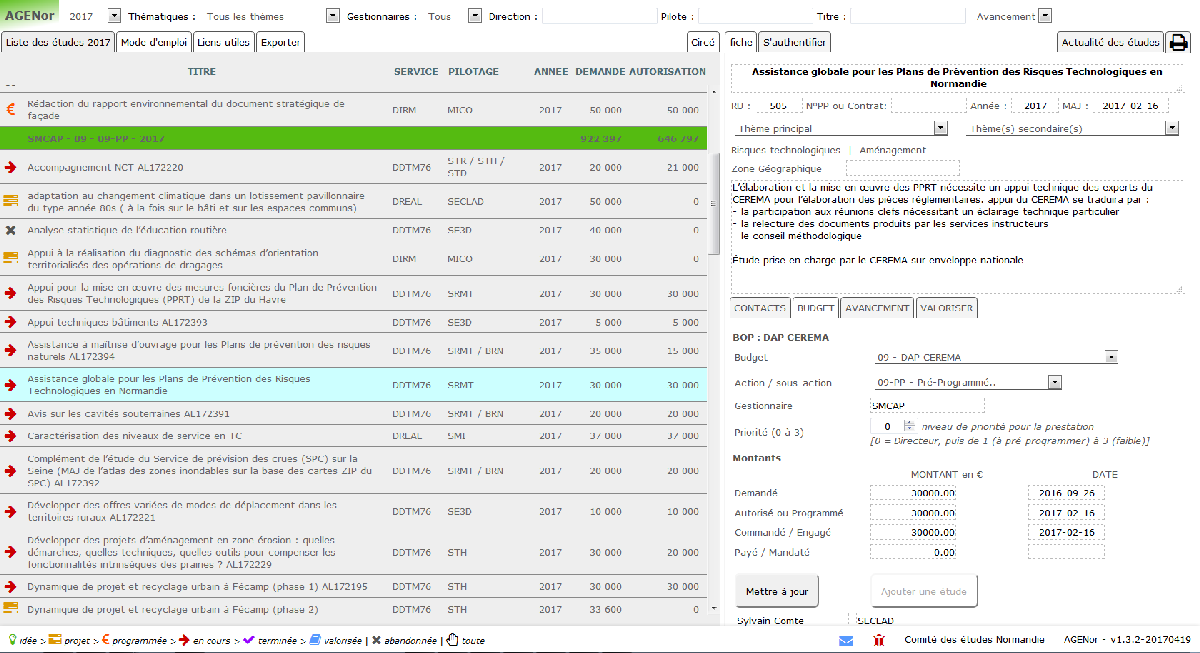 AGENor 2017 Thématiques : Tous les thèmes Gestionnaires : Tous Direction : Pilote : Titre : Avancement
Liste des études 2017 Mode d'emploi Liens utiles Exporter Circé fiche S'authentifier Actualité des études
TITRE SERVICE PILOTAGE ANNEE DEMANDE AUTORISATION
Rédaction du rapport environnemental du document stratégique de
façade DIRM MICO 2017 50 000 50 000
SMCAP - 09 - 09-PP - 2017 922 397 646 797
Accompagnement NCT AL172220 DDTM76 STR / STH /
STD 2017 20 000 21 000
adaptation au changement climatique dans un lotissement pavillonnaire
du type année 80s ( à la fois sur le bâti et sur les espaces communs) DREAL SECLAD 2017 50 000 0
Analyse statistique de l'éducation routière DDTM76 SE3D 2017 40 000 0
Appui à la réalisation du diagnostic des schémas d'orientation
territorialisés des opérations de dragages DIRM MICO 2017 30 000 0
Appui pour la mise en œuvre des mesures foncières du Plan de Prévention
des Risques Technologiques (PPRT) de la ZIP du Havre DDTM76 SRMT 2017 30 000 30 000
Appui techniques bâtiments AL172393 DDTM76 SE3D 2017 5 000 5 000
Assistance à maîtrise d'ouvrage pour les Plans de prévention des risques
naturels AL172394 DDTM76 SRMT / BRN 2017 35 000 15 000
Assistance globale pour les Plans de Prévention des Risques
Technologiques en Normandie DDTM76 SRMT 2017 30 000 30 000
Avis sur les cavités souterraines AL172391 DDTM76 SRMT / BRN 2017 20 000 20 000
Caractérisation des niveaux de service en TC DREAL SMI 2017 37 000 37 000
Complément de l'étude du Service de prévision des crues (SPC) sur la
Seine (MAJ de l'atlas des zones inondables sur la base des cartes ZIP du
SPC) AL172392 DDTM76 SRMT / BRN 2017 20 000 20 000
Développer des offres variées de modes de déplacement dans les
territoires ruraux AL172221 DDTM76 SE3D 2017 10 000 10 000
Développer des projets d'aménagement en zone érosion : quelles
démarches, quelles techniques, quelles outils pour compenser les
fonctionnalités intrinsèques des prairies ? AL172229 DDTM76 STH 2017 30 000 20 000
Dynamique de projet et recyclage urbain à Fécamp (phase 1) AL172195 DDTM76 STH 2017 30 000 30 000
Dynamique de projet et recyclage urbain à Fécamp (phase 2) DDTM76 STH 2017 33 600 0
Assistance globale pour les Plans de Prévention des Risques Technologiques en
Normandie
RU : 505 N°PP ou Contrat: Année : 2017 MAJ : 2017-02-16
Thème principal Thème(s) secondaire(s)
Risques technologiques Aménagement
Zone Géographique
L'élaboration et la mise en œuvre des PPRT nécessite un appui technique des experts du
CEREMA pour l'élaboration des pièces réglementaires. appui du CEREMA se traduira par :
- la participation aux réunions clefs nécessitant un éclairage technique particulier
- la relecture des documents produits par les services instructeurs
le conseil méthodologique
Étude prise en charge par le CEREMA sur enveloppe nationale
CONTACTS BUDGET AVANCEMENT VALORISER
BOP : DAP CEREMA
Budget 09 - DAP CEREMA
Action / sous-action 09-PP - Pré-Programmé..
Gestionnaire SMCAP
Priorité (0 à 3) 0 niveau de priorité pour la prestation
[0 = Directeur, puis de 1 (à pré programmer) à 3 (faible)]
Montants
MONTANT en € DATE
Demandé 30000.00 2016-09-26
Autorisé ou Programmé 30000.00 2017-02-16
Commandé / Engagé 30000.00 2017-02-16
Payé / Mandaté 0.00
Mettre à jour Ajouter une étude
Sylvain Comte SECLAD
idée > projet > programmée > en cours > terminée > valorisée | abandonnée | toute
Comité des études Normandie AGENor - v1.3.2-20170419